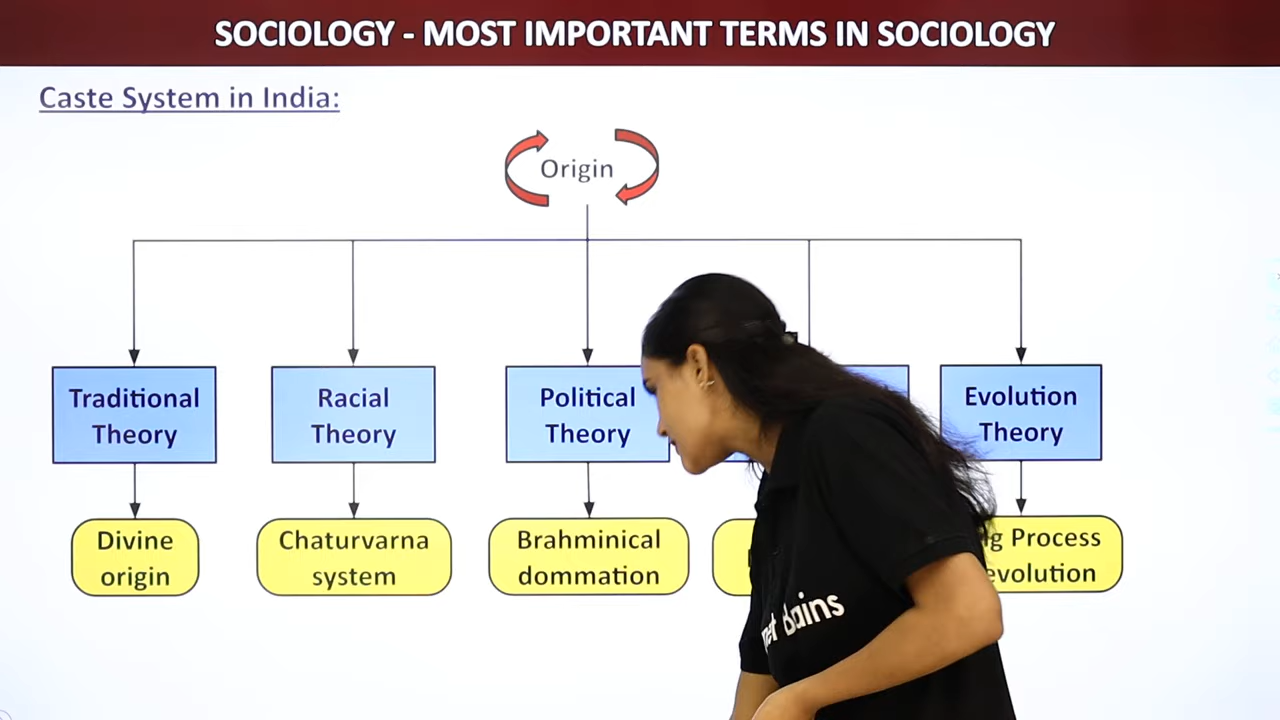 SOCIOLOGY - MOST IMPORTANT TERMS IN SOCIOLOGY
Caste System in India:
Origin
Traditional
Theory
Racial
Theory
Political
Theory
Evolution
Theory
Divine
origin
Chaturvarna
system
Brahminical
dommation
Process
evolution